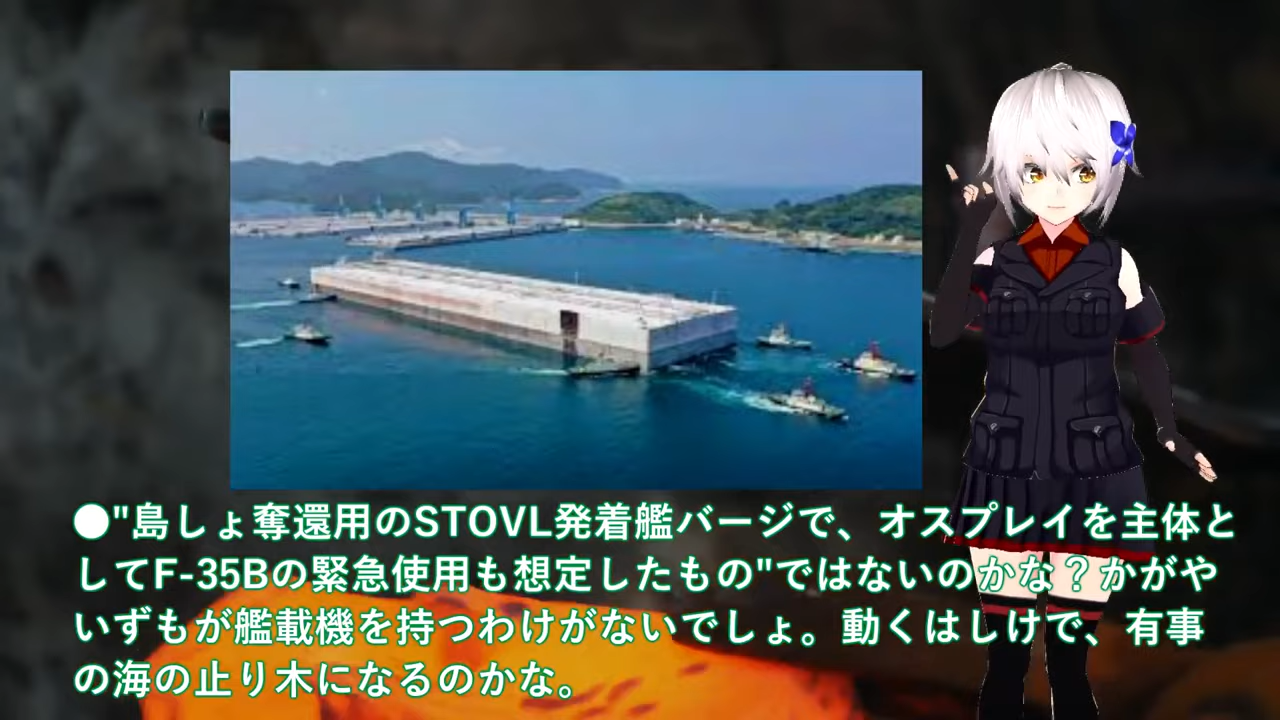 ●"島しょ奪還用のSTOVL発着艦バージで、オスプレイを主体と
してF-35Bの緊急使用も想定したもの"ではないのかな？かがや
いずもが艦載機を持つわけがないでしょ。動くはしけで、有事
の海の止り木になるのかな。